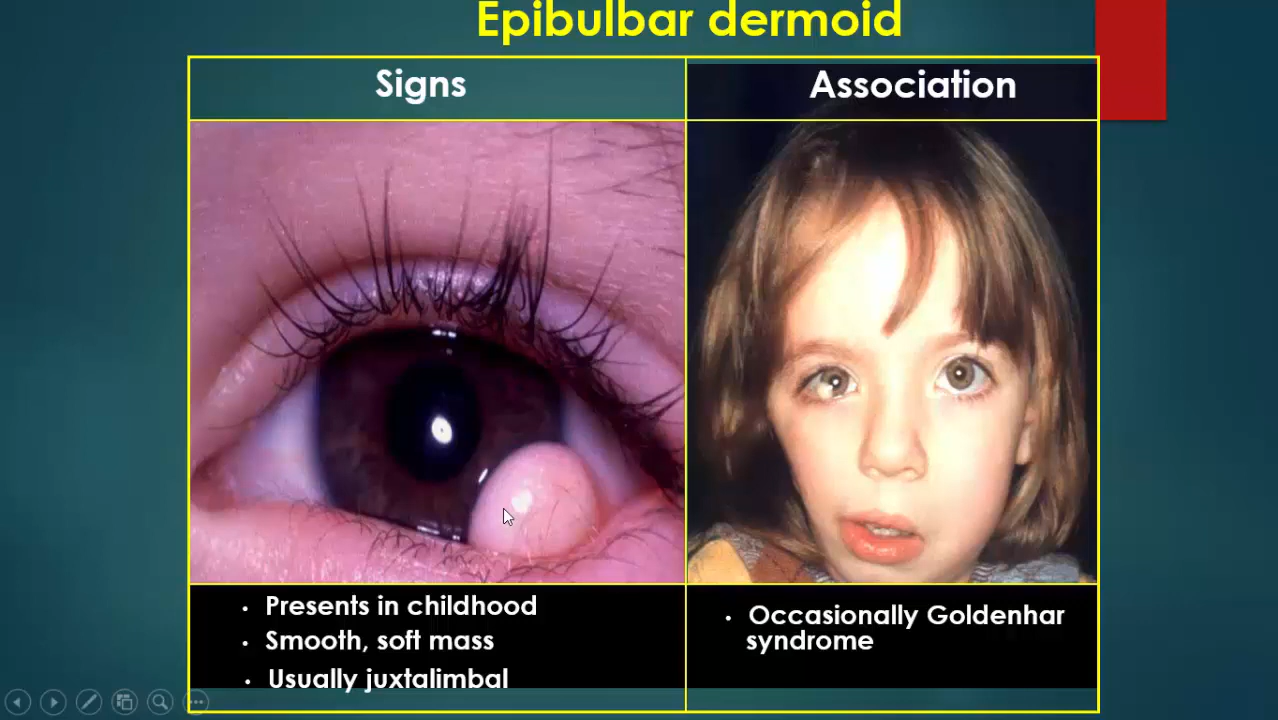 Epibulbar dermoid
Signs
Association
• Presents in childhood
• Smooth, soft mass
• Usually juxtalimbal
• Occasionally Goldenhar
syndrome